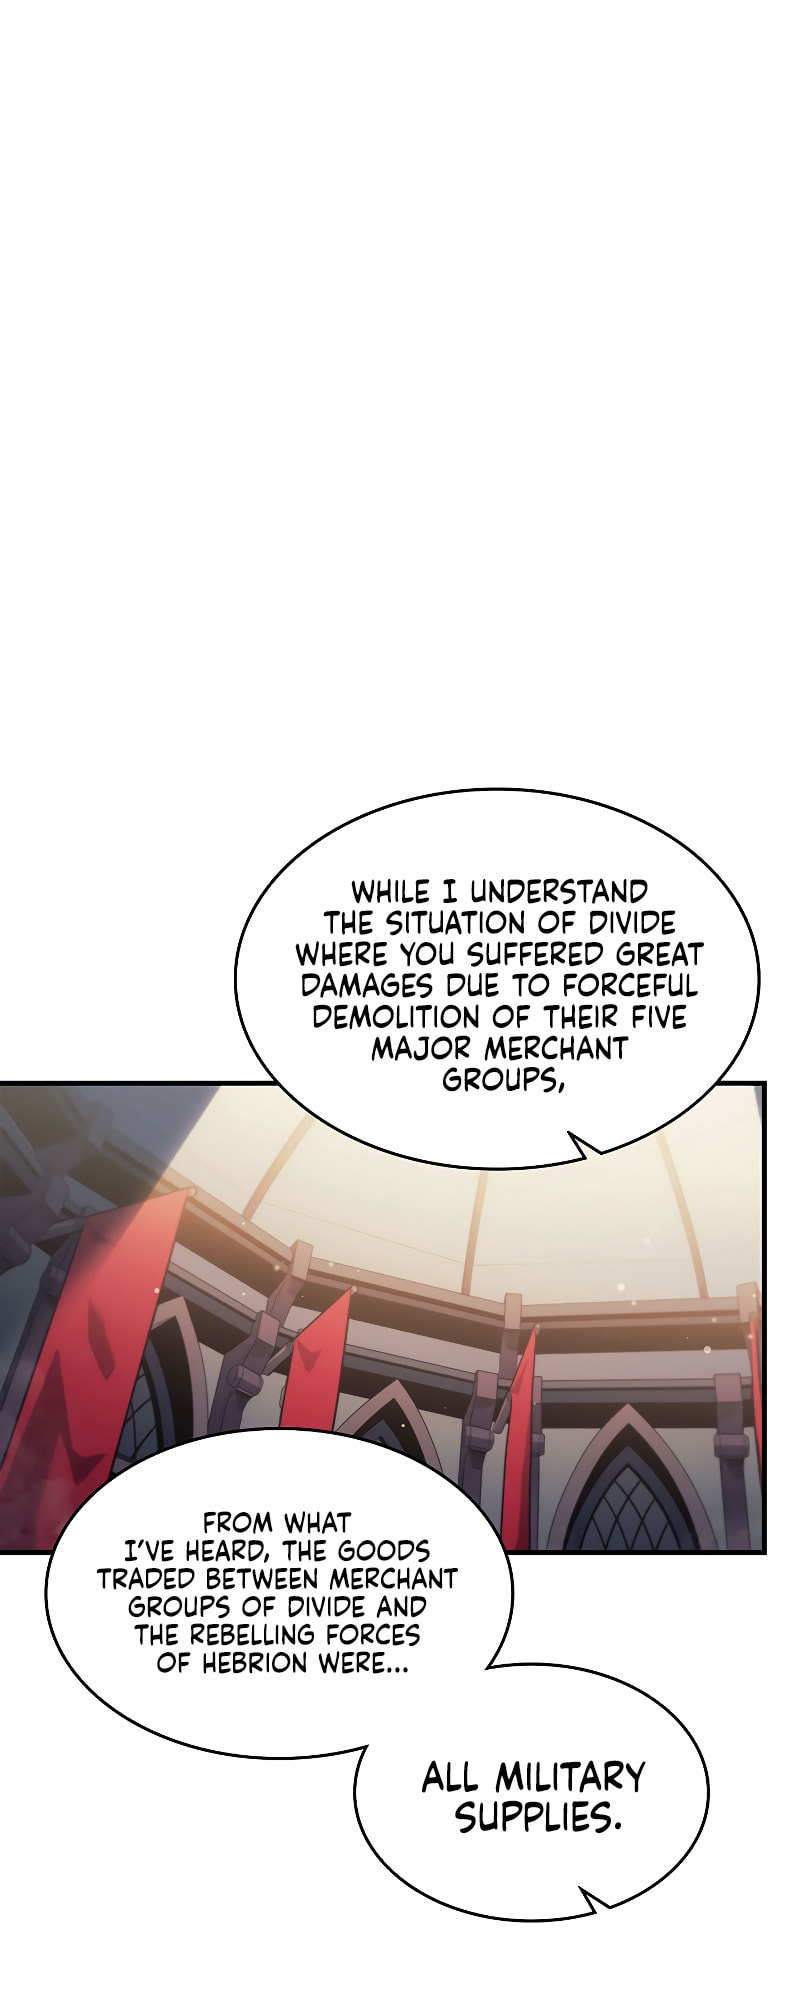 WHILE I UNDERSTAND
THE SITUATION OF DIVIDE
WHERE YOU SUFFERED GREAT
DAMAGES DUE TO FORCEFUL
DEMOLITION OF THEIR FIVE
MAJOR MERCHANT
GROUPS,
FROM WHAT
I'VE HEARD, THE GOODS
TRADED BETWEEN MERCHANT
GROUPS OF DIVIDE AND
THE REBELLING FORCES
OF HEBRION WERE...
ALL MILITARY
SUPPLIES.